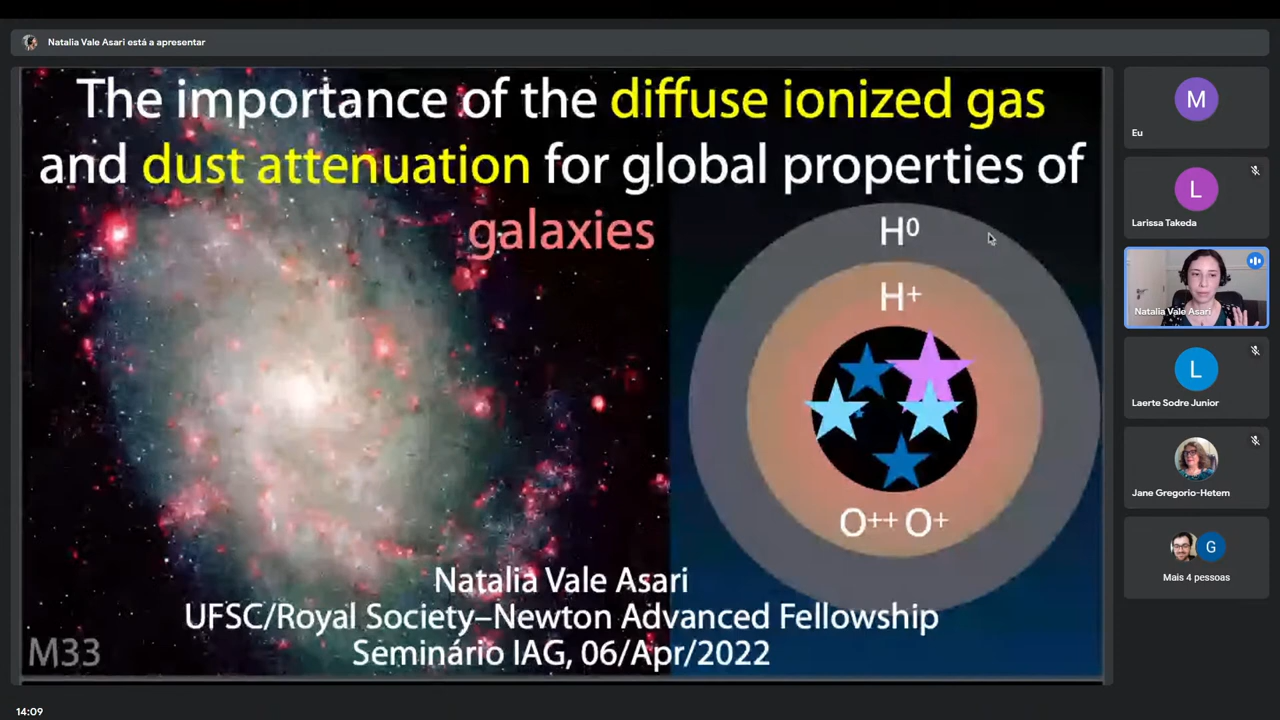 Natalia Vale Asari está a apresentar
The importance of the diffuse ionized gas
and dust attenuation for global properties of
galaxies
H⁰
H⁺
O⁺⁺ O⁺
Natalia Vale Asari
UFSC/Royal Society–Newton Advanced Fellowship
Seminário IAG, 06/Apr/2022
M33
M
Eu
L
Larissa Takeda
Natalia Vale Asari
L
Laerte Sodre Junior
Jane Gregorio-Hetem
G
Mais 4 pessoas
14:09